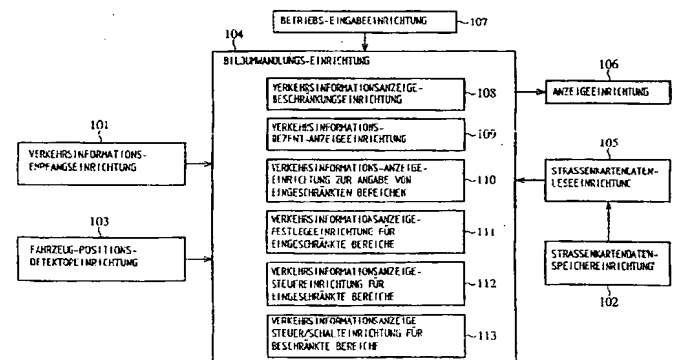 BETRIEBS-EINGABEEINRICHTUNG
107
104
BILDUMWANDLUNGS-EINRICHTUNG
VERKEHRSINFORMATIONSANZEIGE-
BESCHRÄNKUNGSEINRICHTUNG
108
106
ANZEIGEEINRICHTUNG
101
VERKEHRSINFORMATIONS-
EMPFANGSEINRICHTUNG
VERKEHRSINFORMATIONS-
DEZENT-ANZEIGEEINRICHTUNG
109
105
STRASSENKARTENDATEN-
LESEEINRICHTUNG
VERKEHRSINFORMATIONS-ANZEIGE-
EINRICHTUNG ZUR ANGABE VON
EINGESCHRÄNKTEN BEREICHEN
110
103
FAHRZEUG-POSITIONS-
DETEKTOREINRICHTUNG
VERKEHRSINFORMATIONSANZEIGE-
FESTLEGEEINRICHTUNG FÜR
EINGESCHRÄNKTE BEREICHE
111
STRASSENKARTENDATEN-
SPEICHEREINRICHTUNG
102
VERKEHRSINFORMATIONSANZEIGE-
STEUEREINRICHTUNG FÜR
EINGESCHRÄNKTE BEREICHE
112
VERKEHRSINFORMATIONSANZEIGE
STEUER/SCHALTEINRICHTUNG FÜR
BESCHRÄNKTE BEREICHE
113